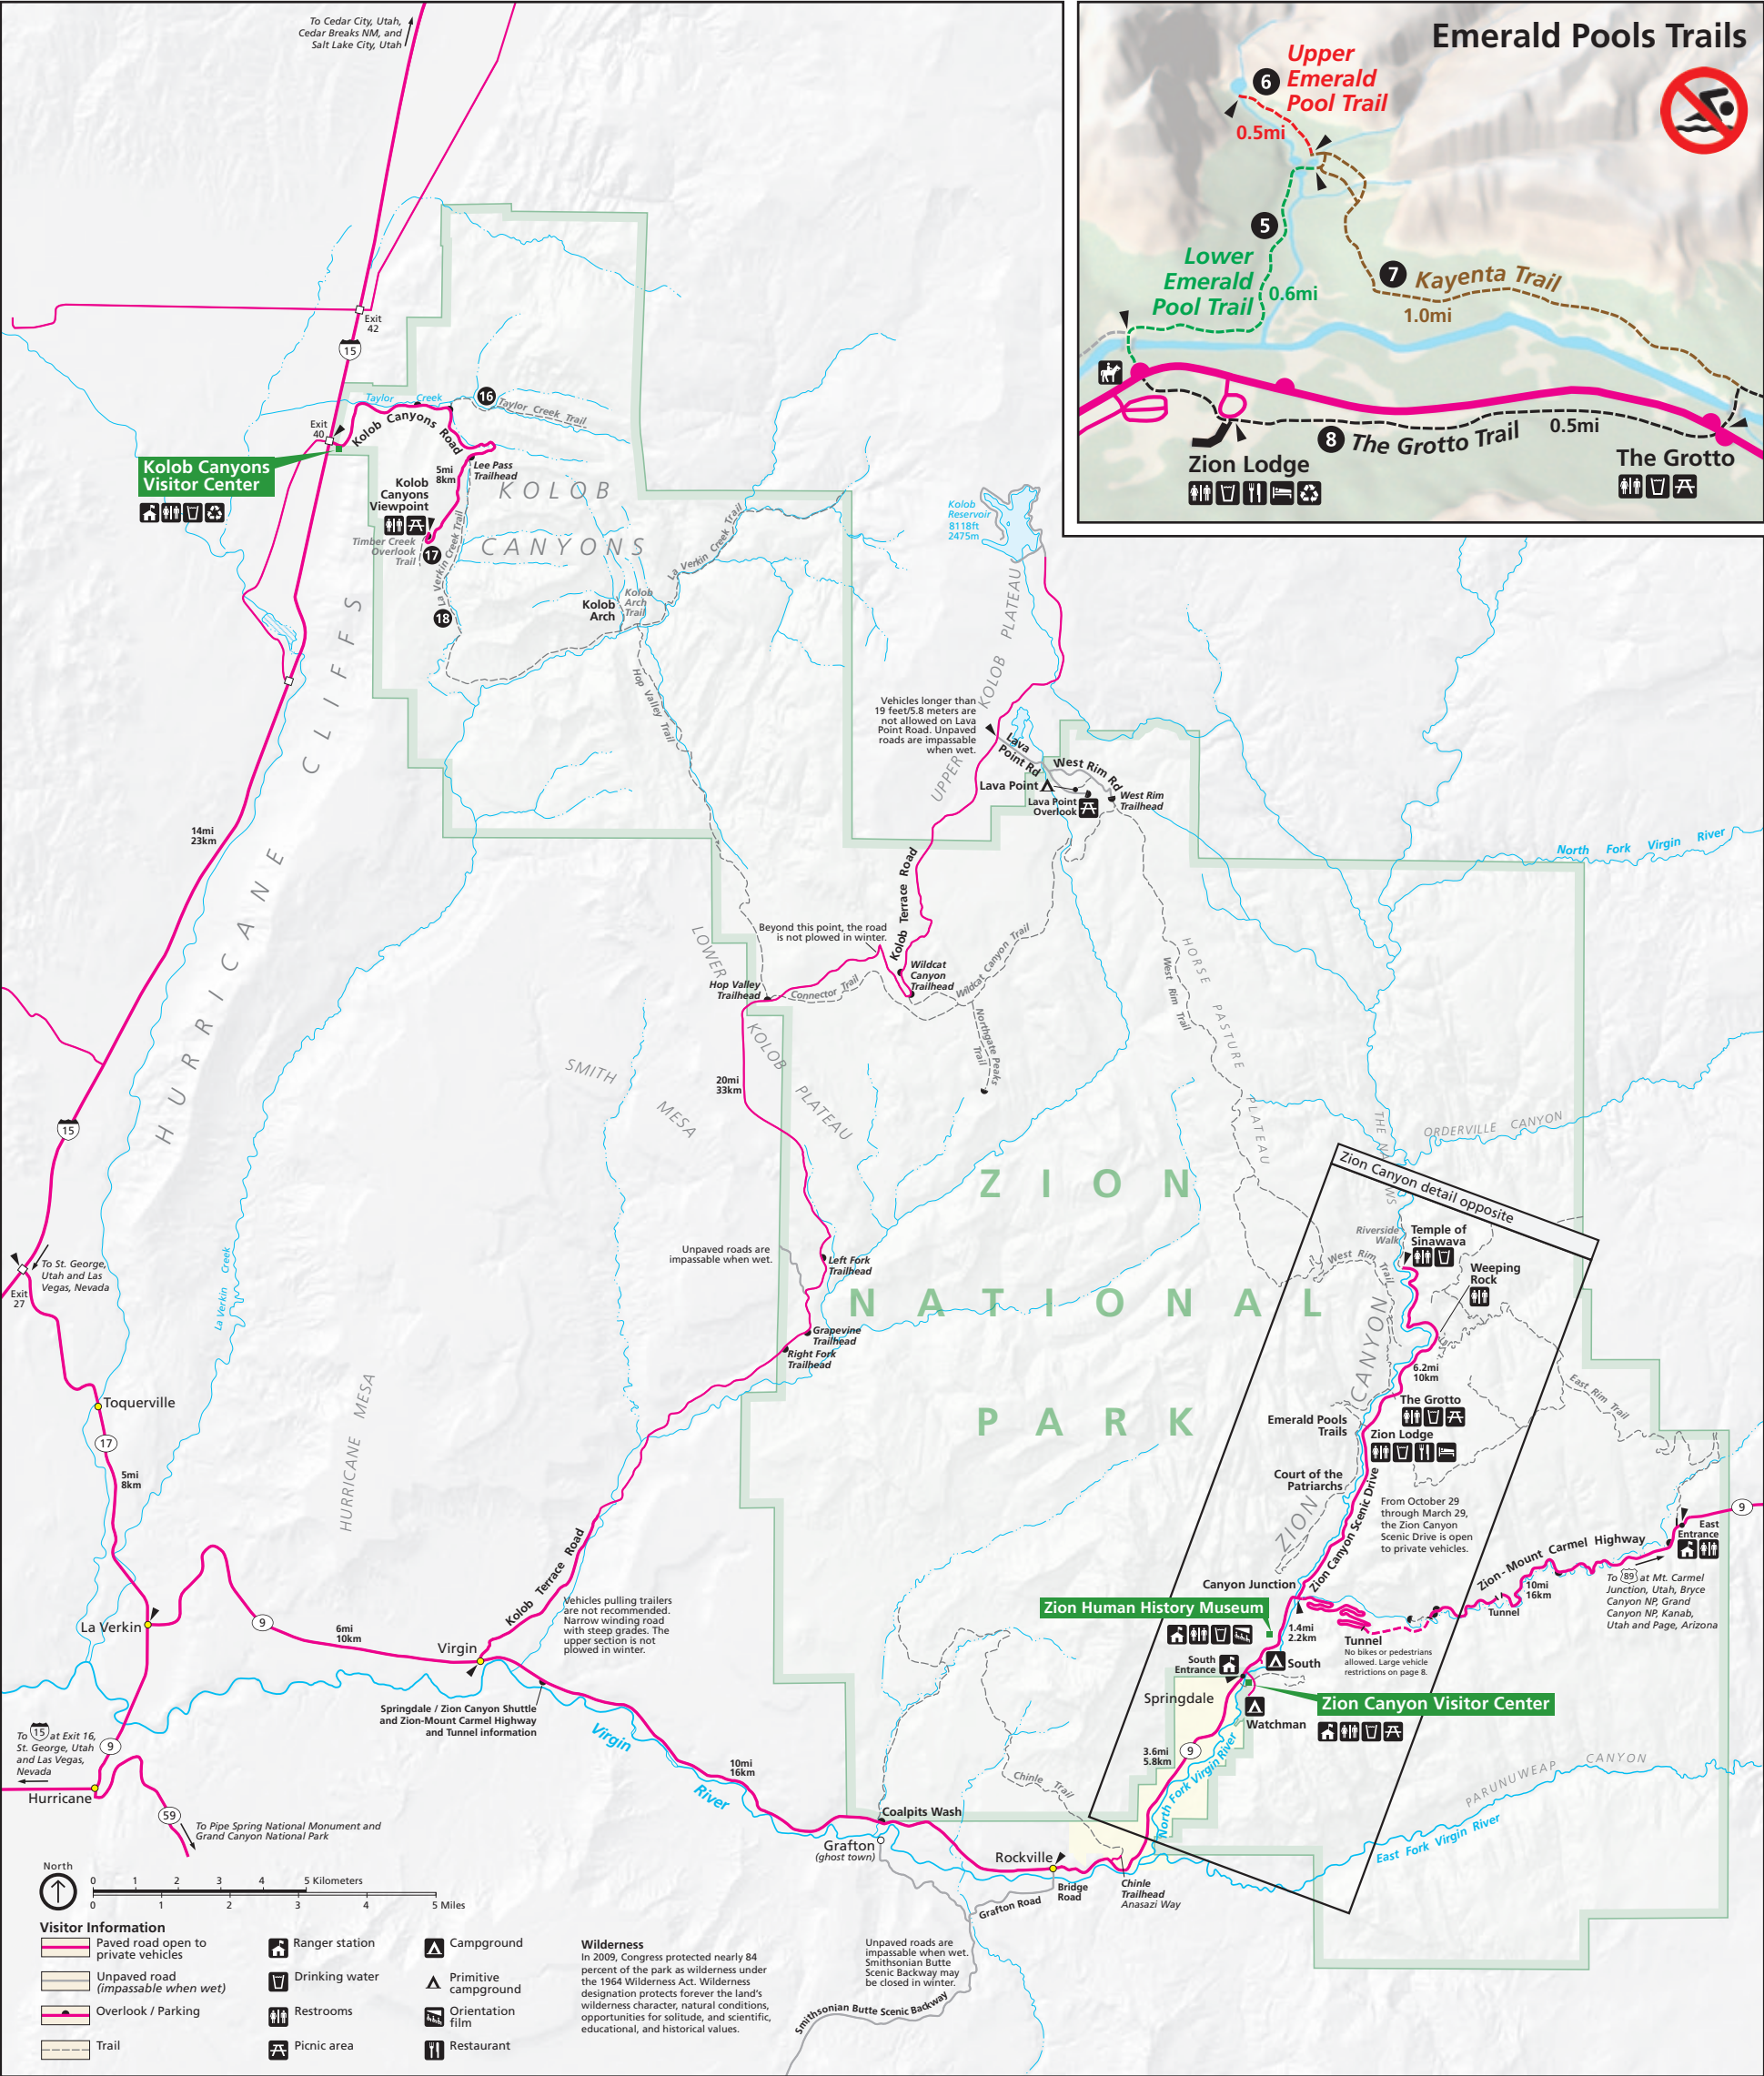 To Cedar City, Utah,
Cedar Breaks NM, and
Salt Lake City, Utah
Emerald Pools Trails
6
Upper
Emerald
Pool Trail
0.5mi
5
Lower
Emerald
Pool Trail
0.6mi
7
Kayenta Trail
1.0mi
8
The Grotto Trail
0.5mi
Zion Lodge
The Grotto
Exit
42
15
Taylor Creek
16
Taylor Creek Trail
Exit
40
Kolob Canyons Road
Kolob Canyons
Visitor Center
5mi
8km
Lee Pass
Trailhead
Kolob
Canyons
Viewpoint
Timber Creek
Overlook
Trail
17
La Verkin Creek Trail
18
KOLOB
CANYONS
Kolob
Arch
Kolob
Arch
Trail
La Verkin Creek Trail
Hop Valley Trail
Kolob
Reservoir
8118ft
2475m
UPPER KOLOB PLATEAU
Vehicles longer than
19 feet/5.8 meters are
not allowed on Lava
Point Road. Unpaved
roads are impassable
when wet.
Lava
Point Rd
West Rim Rd
Lava Point
Lava Point
Overlook
West Rim
Trailhead
North Fork Virgin River
14mi
23km
HURRICANE CLIFFS
Kolob Terrace Road
Beyond this point, the road
is not plowed in winter.
Wildcat
Canyon
Trailhead
Wildcat Canyon Trail
Hop Valley
Trailhead
Connector Trail
Northgate Peaks
Trail
West Rim Trail
HORSE PASTURE PLATEAU
LOWER KOLOB PLATEAU
20mi
33km
SMITH
MESA
15
ORDERVILLE CANYON
THE NARROWS
ZION
NATIONAL
PARK
Zion Canyon detail opposite
Riverside
Walk
Temple of
Sinawava
West Rim Trail
Weeping
Rock
Unpaved roads are
impassable when wet.
Left Fork
Trailhead
Grapevine
Trailhead
Right Fork
Trailhead
To St. George,
Utah and Las
Vegas, Nevada
Exit
27
La Verkin Creek
6.2mi
10km
The Grotto
Emerald Pools
Trails
Zion Lodge
East Rim Trail
ZION CANYON
Court of the
Patriarchs
Zion Canyon Scenic Drive
From October 29
through March 29,
the Zion Canyon
Scenic Drive is open
to private vehicles.
Toquerville
17
5mi
8km
HURRICANE MESA
9
East
Entrance
Zion - Mount Carmel Highway
10mi
16km
To 89 at Mt. Carmel
Junction, Utah, Bryce
Canyon NP, Grand
Canyon NP, Kanab,
Utah and Page, Arizona
Tunnel
Canyon Junction
Zion Human History Museum
1.4mi
2.2km
Tunnel
No bikes or pedestrians
allowed. Large vehicle
restrictions on page 8.
South
Entrance
South
Springdale
Zion Canyon Visitor Center
Watchman
La Verkin
9
6mi
10km
Virgin
Kolob Terrace Road
Vehicles pulling trailers
are not recommended.
Narrow winding road
with steep grades. The
upper section is not
plowed in winter.
Springdale / Zion Canyon Shuttle
and Zion-Mount Carmel Highway
and Tunnel information
Virgin River
10mi
16km
To 15 at Exit 16,
St. George, Utah
and Las Vegas,
Nevada
9
Hurricane
59
To Pipe Spring National Monument and
Grand Canyon National Park
3.6mi
5.8km
9
North Fork Virgin River
Chinle Trail
PARUNUWEAP CANYON
East Fork Virgin River
Coalpits Wash
Grafton
(ghost town)
Rockville
Bridge
Road
Grafton Road
Chinle
Trailhead
Anasazi Way
Unpaved roads are
impassable when wet.
Smithsonian Butte
Scenic Backway may
be closed in winter.
Smithsonian Butte Scenic Backway
North
0 1 2 3 4 5 Kilometers
0 1 2 3 4 5 Miles
Visitor Information
Paved road open to
private vehicles
Unpaved road
(impassable when wet)
Overlook / Parking
Trail
Ranger station
Drinking water
Restrooms
Picnic area
Campground
Primitive
campground
Orientation
film
Restaurant
Wilderness
In 2009, Congress protected nearly 84
percent of the park as wilderness under
the 1964 Wilderness Act. Wilderness
designation protects forever the land's
wilderness character, natural conditions,
opportunities for solitude, and scientific,
educational, and historical values.